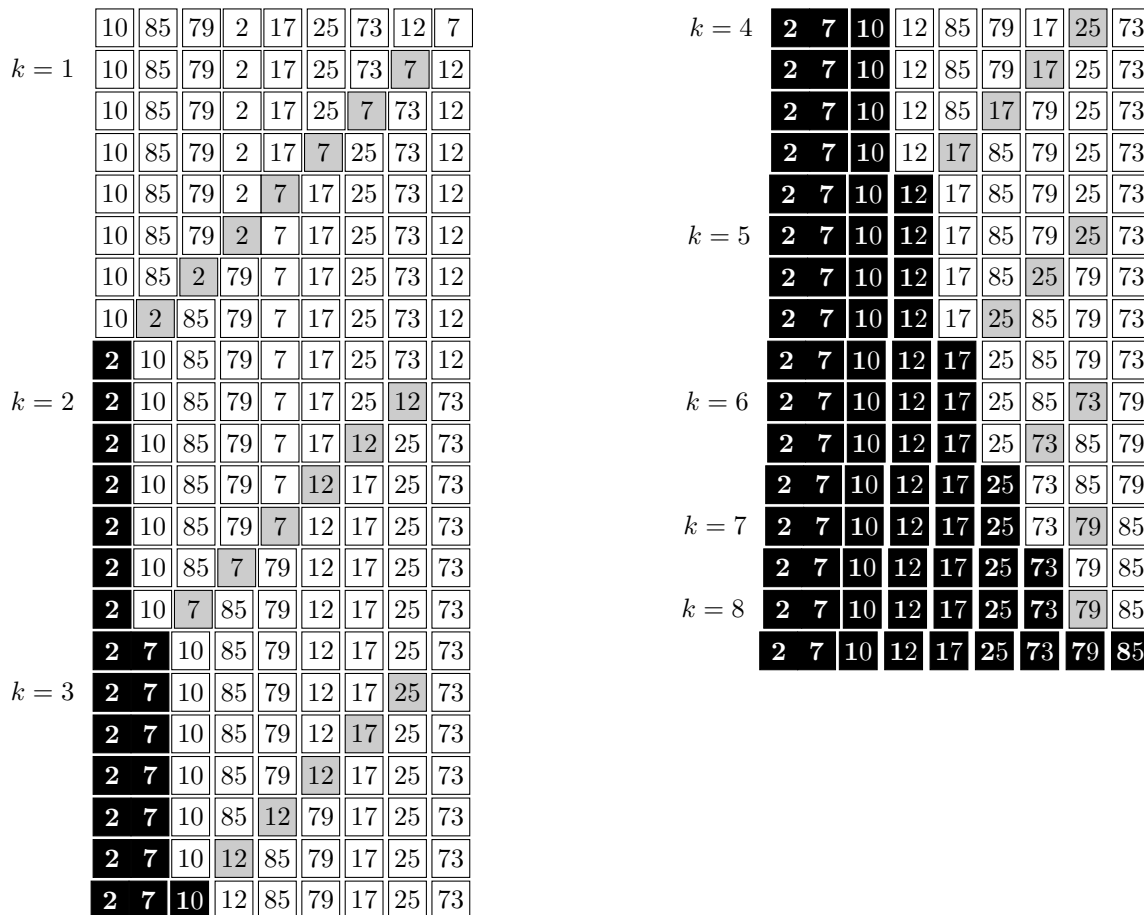 10 85 79 2 17 25 73 12 7
k = 1 10 85 79 2 17 25 73 7 12
10 85 79 2 17 25 7 73 12
10 85 79 2 17 7 25 73 12
10 85 79 2 7 17 25 73 12
10 85 79 2 7 17 25 73 12
10 85 2 79 7 17 25 73 12
10 2 85 79 7 17 25 73 12
2 10 85 79 7 17 25 73 12
k = 2 2 10 85 79 7 17 25 12 73
2 10 85 79 7 17 12 25 73
2 10 85 79 7 12 17 25 73
2 10 85 79 7 12 17 25 73
2 10 85 7 79 12 17 25 73
2 10 7 85 79 12 17 25 73
2 7 10 85 79 12 17 25 73
k = 3 2 7 10 85 79 12 17 25 73
2 7 10 85 79 12 17 25 73
2 7 10 85 79 12 17 25 73
2 7 10 85 12 79 17 25 73
2 7 10 12 85 79 17 25 73
2 7 10 12 85 79 17 25 73
k = 4 2 7 10 12 85 79 17 25 73
2 7 10 12 85 79 17 25 73
2 7 10 12 85 17 79 25 73
2 7 10 12 17 85 79 25 73
2 7 10 12 17 85 79 25 73
k = 5 2 7 10 12 17 85 79 25 73
2 7 10 12 17 85 25 79 73
2 7 10 12 17 25 85 79 73
2 7 10 12 17 25 85 79 73
k = 6 2 7 10 12 17 25 85 73 79
2 7 10 12 17 25 73 85 79
2 7 10 12 17 25 73 85 79
k = 7 2 7 10 12 17 25 73 79 85
2 7 10 12 17 25 73 79 85
k = 8 2 7 10 12 17 25 73 79 85
2 7 10 12 17 25 73 79 85